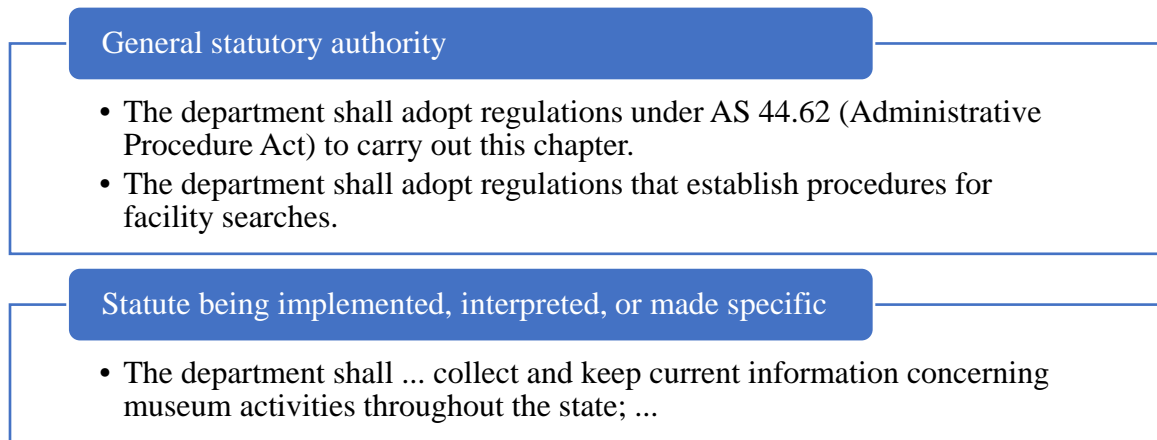 General statutory authority
• The department shall adopt regulations under AS 44.62 (Administrative
Procedure Act) to carry out this chapter.
• The department shall adopt regulations that establish procedures for
facility searches.
Statute being implemented, interpreted, or made specific
• The department shall ... collect and keep current information concerning
museum activities throughout the state; ...